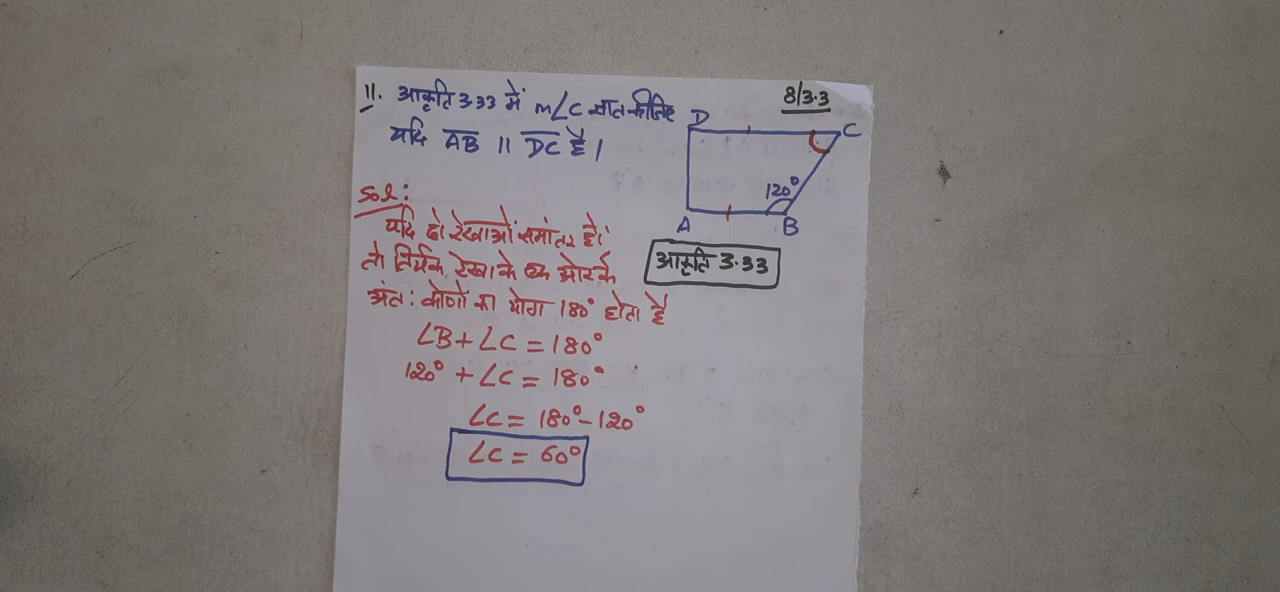 11. आकृति 3.33 में m∠C ज्ञात कीजिए
यदि AB || DC है।
8/3.3
D
C
120°
A
B
आकृति 3.33
Sol:
यदि दो रेखाओं समांतर है।
तो तिर्यक रेखा के एक ओर के
अंत: कोणों का योग 180° होता है
∠B + ∠C = 180°
120° + ∠C = 180°
∠C = 180° - 120°
∠C = 60°